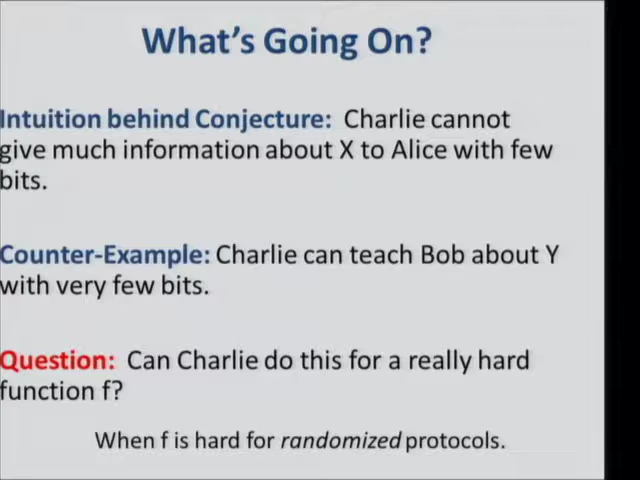 What's Going On?
Intuition behind Conjecture: Charlie cannot
give much information about X to Alice with few
bits.
Counter-Example: Charlie can teach Bob about Y
with very few bits.
Question: Can Charlie do this for a really hard
function f?
When f is hard for randomized protocols.